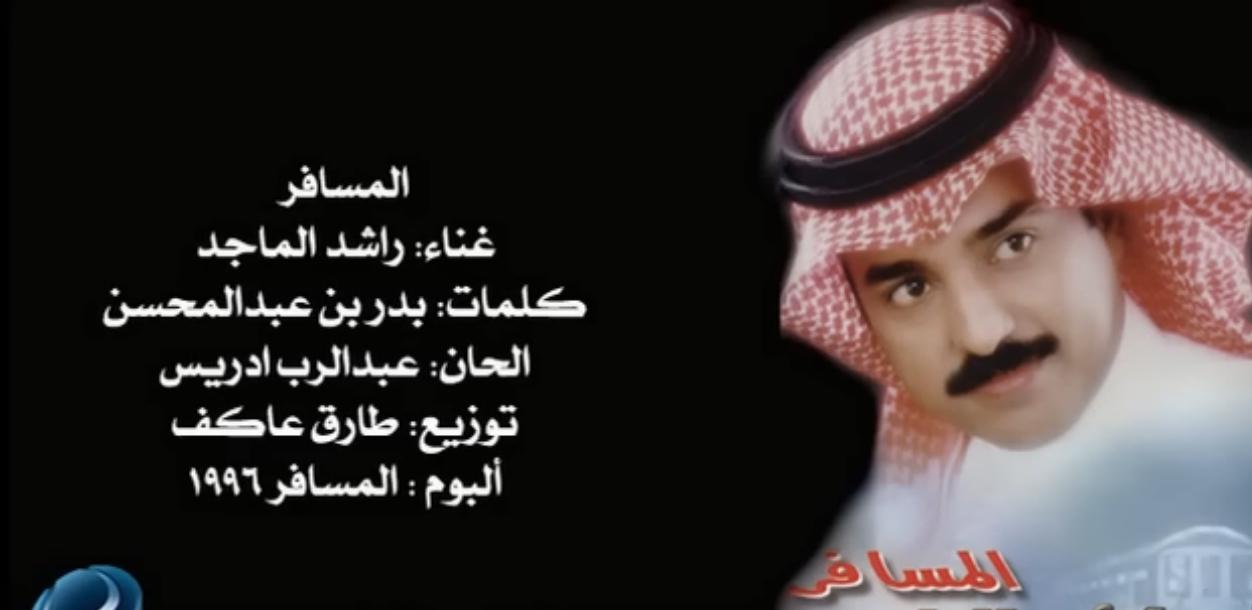 المسافر
غناء: راشد الماجد
كلمات: بدر بن عبدالمحسن
الحان: عبدالرب ادريس
توزيع: طارق عاكف
ألبوم : المسافر ١٩٩٦
المسافر